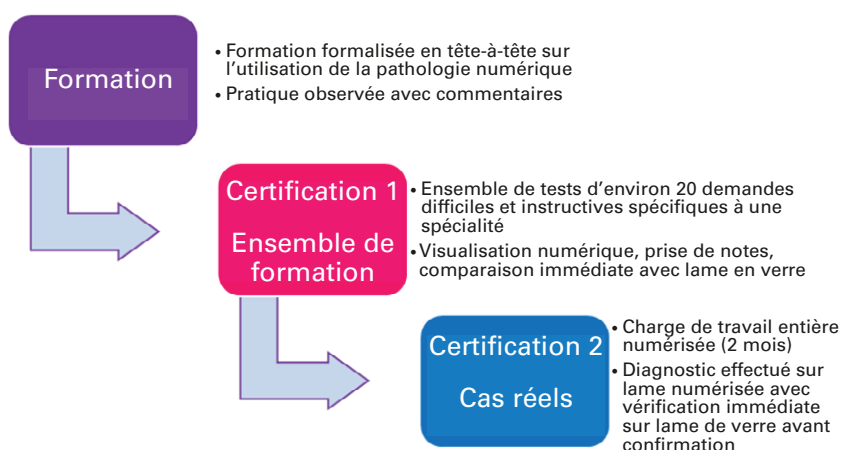 Formation
• Formation formalisée en tête-à-tête sur
l’utilisation de la pathologie numérique
• Pratique observée avec commentaires
Certification 1
Ensemble de
formation
• Ensemble de tests d’environ 20 demandes
difficiles et instructives spécifiques à une
spécialité
• Visualisation numérique, prise de notes,
comparaison immédiate avec lame en verre
Certification 2
Cas réels
• Charge de travail entière
numérisée (2 mois)
• Diagnostic effectué sur
lame numérisée avec
vérification immédiate
sur lame de verre avant
confirmation